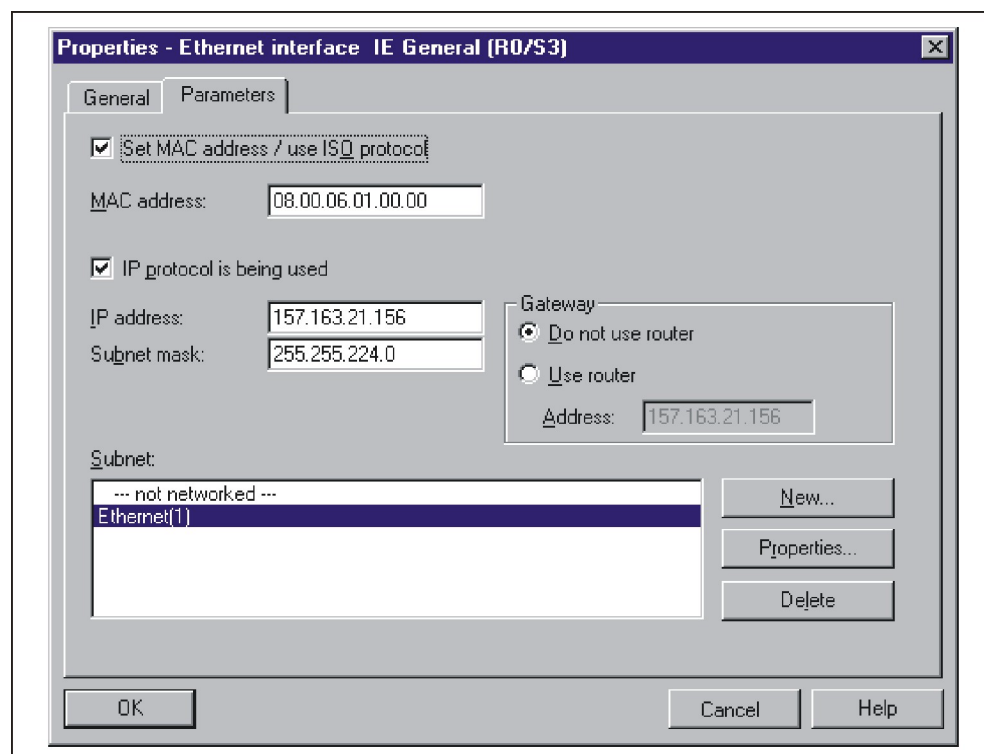 Properties - Ethernet interface IE General (R0/S3)
General
Parameters
Set MAC address / use ISO protocol
MAC address:
08.00.06.01.00.00
IP protocol is being used
IP address:
157.163.21.156
Subnet mask:
255.255.224.0
Gateway
Do not use router
Use router
Address:
157.163.21.156
Subnet:
--- not networked ---
Ethernet(1)
New...
Properties...
Delete
OK
Cancel
Help